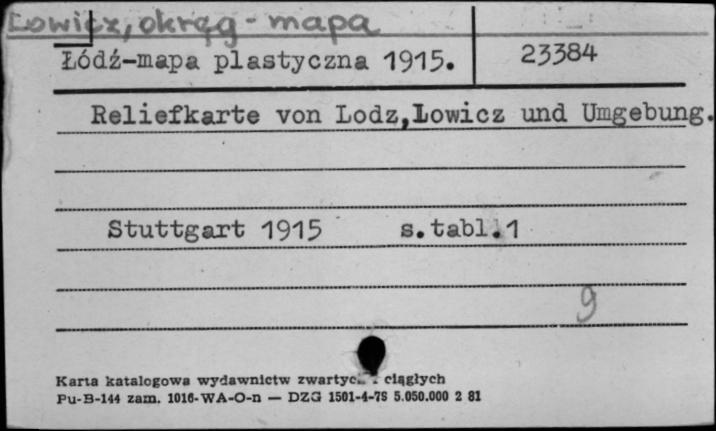 Łowicz, okręg - mapa
Łódź-mapa plastyczna 1915. 23384
Reliefkarte von Lodz,Lowicz und Umgebung.
Stuttgart 1915 s.tabl.1
9
Karta katalogowa wydawnictw zwartych i ciągłych
Pu-B-144 zam. 1016-WA-O-n — DZG 1501-4-78 5.050.000 2 81